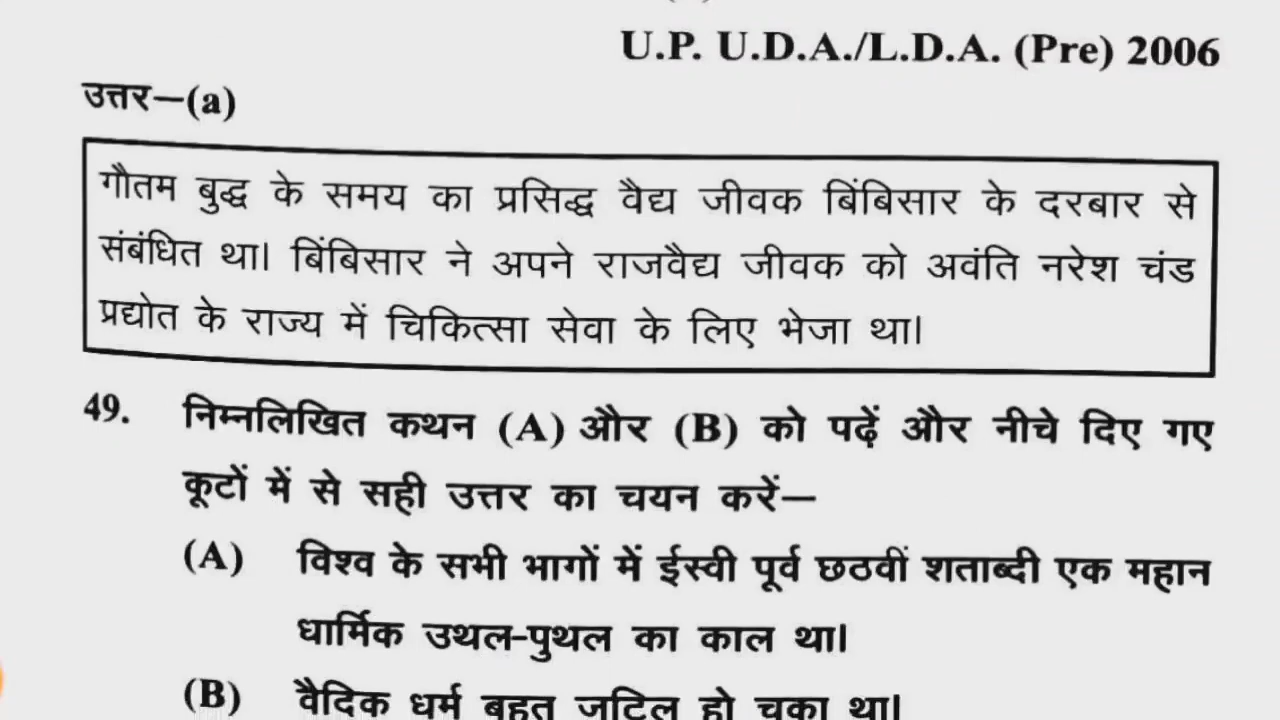 U.P. U.D.A./L.D.A. (Pre) 2006
उत्तर—(a)
गौतम बुद्ध के समय का प्रसिद्ध वैद्य जीवक बिंबिसार के दरबार से
संबंधित था। बिंबिसार ने अपने राजवैद्य जीवक को अवंति नरेश चंड
प्रद्योत के राज्य में चिकित्सा सेवा के लिए भेजा था।
49. निम्नलिखित कथन (A) और (B) को पढ़ें और नीचे दिए गए
कूटों में से सही उत्तर का चयन करें—
(A) विश्व के सभी भागों में ईस्वी पूर्व छठवीं शताब्दी एक महान
धार्मिक उथल-पुथल का काल था।
(B) वैदिक धर्म बहुत जटिल हो चुका था।